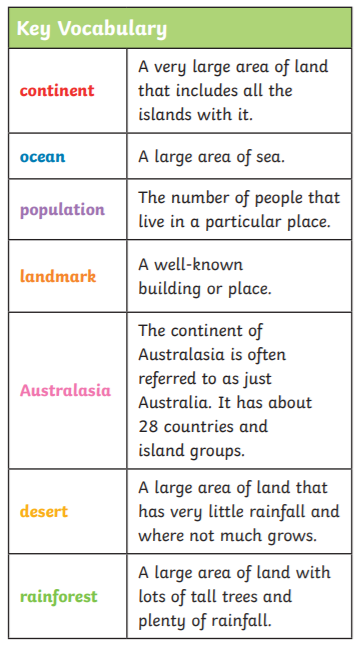 Key Vocabulary
continent
A very large area of land
that includes all the
islands with it.
ocean
A large area of sea.
population
The number of people that
live in a particular place.
landmark
A well-known
building or place.
Australasia
The continent of
Australasia is often
referred to as just
Australia. It has about
28 countries and
island groups.
desert
A large area of land that
has very little rainfall and
where not much grows.
rainforest
A large area of land with
lots of tall trees and
plenty of rainfall.